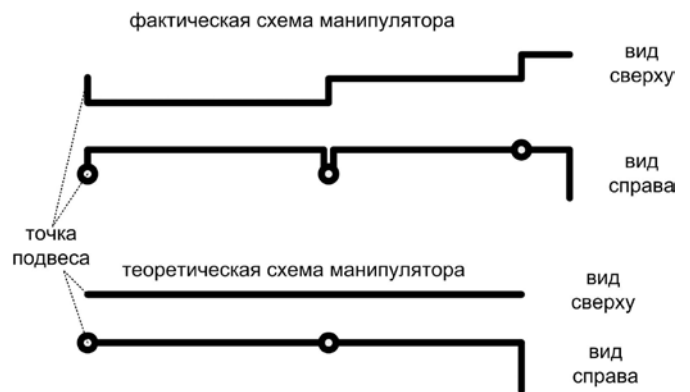 фактическая схема манипулятора
вид
сверху
вид
справа
точка
подвеса
теоретическая схема манипулятора
вид
сверху
вид
справа